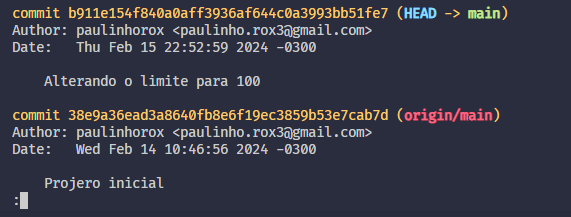 commit b911e154f840a0aff3936af644c0a3993bb51fe7 (HEAD -> main)
Author: paulinhorox <paulinho.rox3@gmail.com>
Date:   Thu Feb 15 22:52:59 2024 -0300
    Alterando o limite para 100
commit 38e9a36ead3a8640fb8e6f19ec3859b53e7cab7d (origin/main)
Author: paulinhorox <paulinho.rox3@gmail.com>
Date:   Wed Feb 14 10:46:56 2024 -0300
    Projero inicial
: